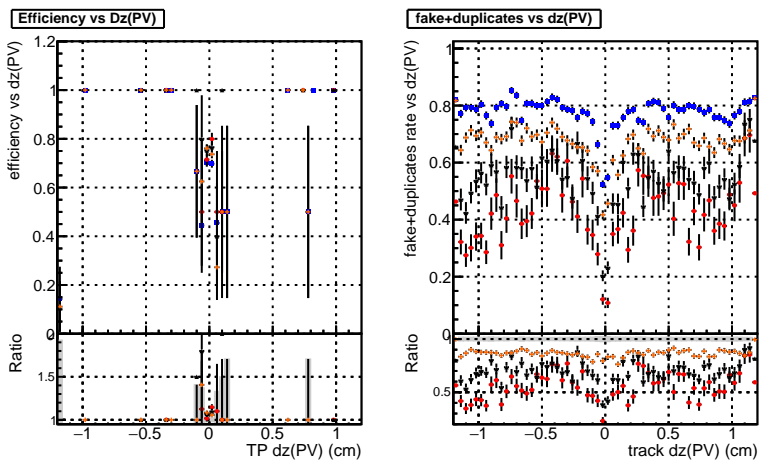 Efficiency vs Dz(PV)
efficiency vs dz(PV)
1.2
1
0.8
0.6
0.4
0.2
0
Ratio
2
1.5
1
−1 −0.5 0 0.5 1
TP dz(PV) (cm)
fake+duplicates vs dz(PV)
fake+duplicates rate vs dz(PV)
1
0.8
0.6
0.4
0.2
0
Ratio
1
0.5
−1 −0.5 0 0.5 1
track dz(PV) (cm)